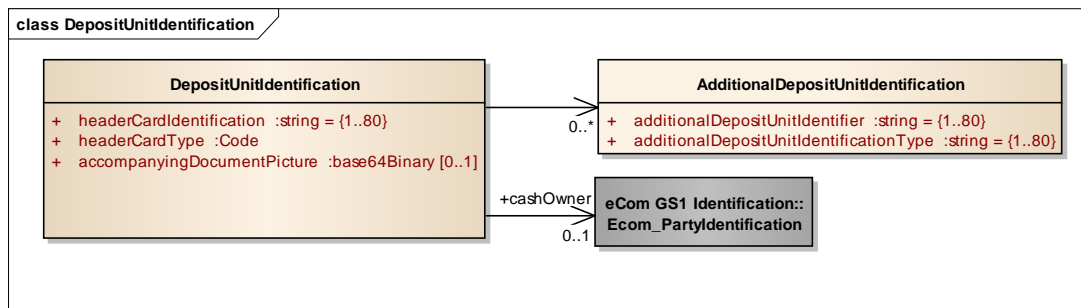 class DepositUnitIdentification
DepositUnitIdentification
+ headerCardIdentification :string = {1..80}
+ headerCardType :Code
+ accompanyingDocumentPicture :base64Binary [0..1]
AdditionalDepositUnitIdentification
+ additionalDepositUnitIdentifier :string = {1..80}
+ additionalDepositUnitIdentificationType :string = {1..80}
0..*
+cashOwner
0..1
eCom GS1 Identification::
Ecom_PartyIdentification